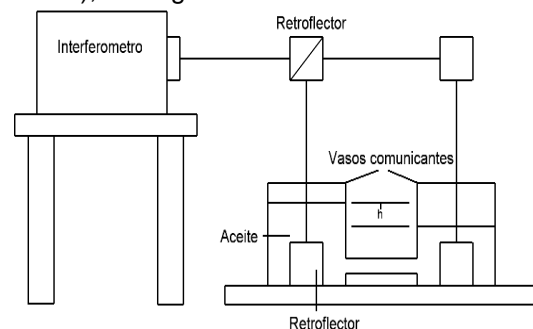 Retroflector
Interferometro
Vasos comunicantes
h
Aceite
Retroflector